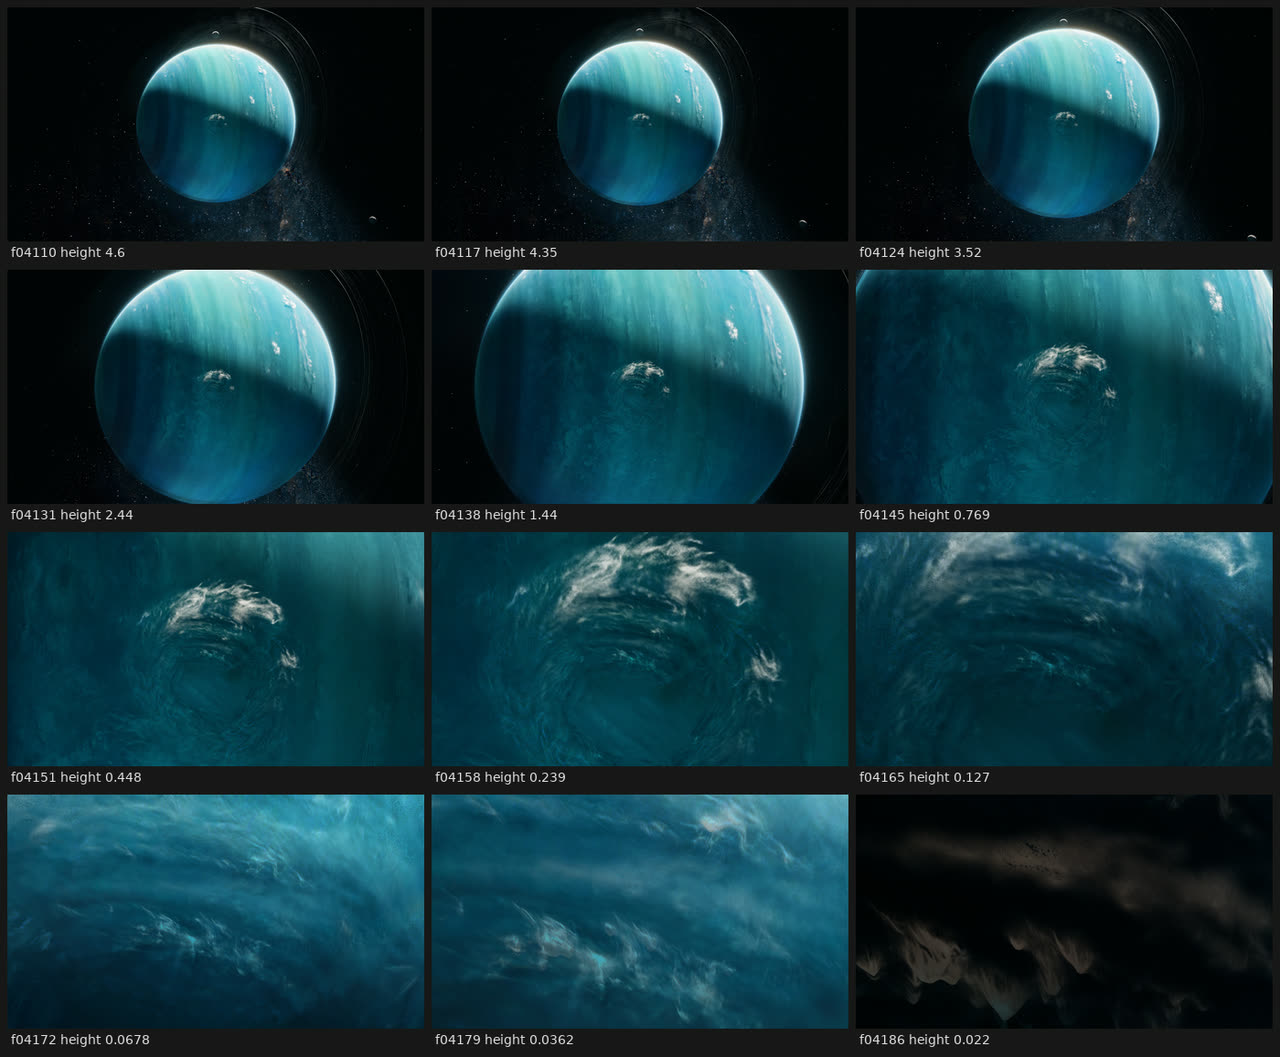 f04110 height 4.6
f04117 height 4.35
f04124 height 3.52
f04131 height 2.44
f04138 height 1.44
f04145 height 0.769
f04151 height 0.448
f04158 height 0.239
f04165 height 0.127
f04172 height 0.0678
f04179 height 0.0362
f04186 height 0.022